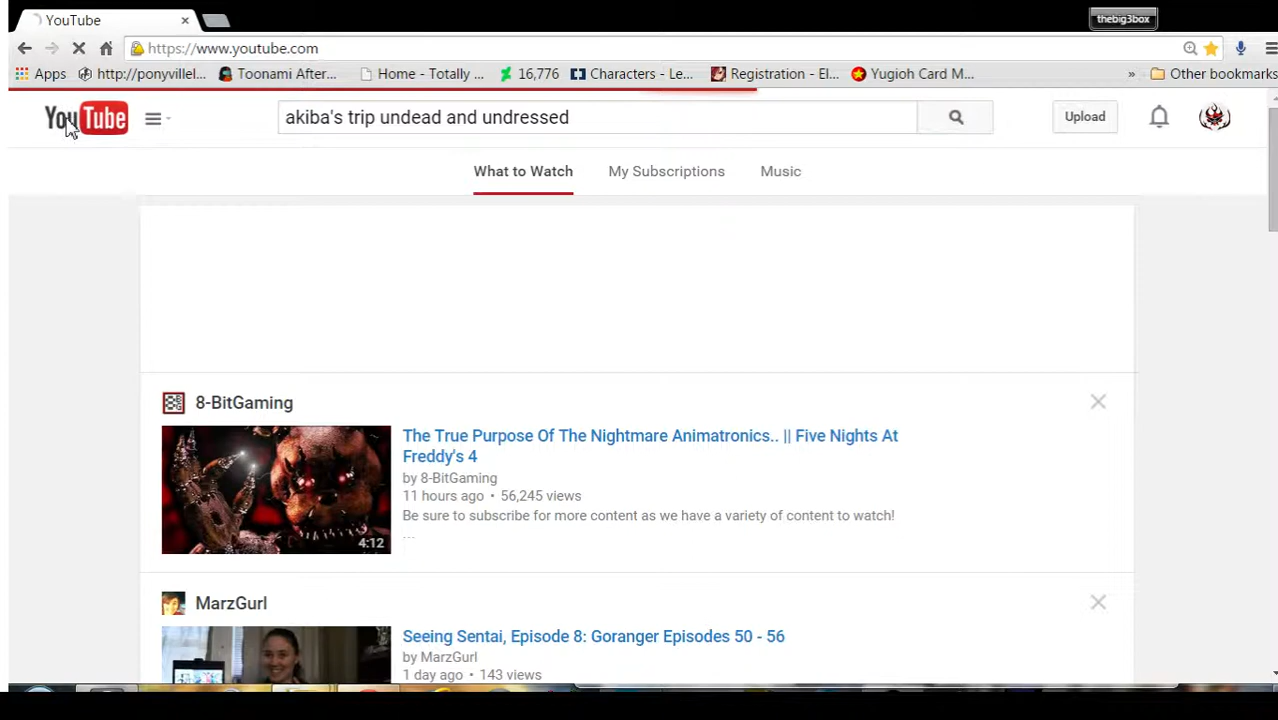 YouTube
thebig3box
https://www.youtube.com
Apps http://ponyvillel... Toonami After... Home - Totally ... 16,776 Characters - Le... Registration - El... Yugioh Card M... » Other bookmarks
YouTube akiba's trip undead and undressed Upload
What to Watch My Subscriptions Music
8-BitGaming
The True Purpose Of The Nightmare Animatronics.. || Five Nights At
Freddy's 4
by 8-BitGaming
11 hours ago • 56,245 views
Be sure to subscribe for more content as we have a variety of content to watch!
...
4:12
MarzGurl
Seeing Sentai, Episode 8: Goranger Episodes 50 - 56
by MarzGurl
1 day ago • 143 views